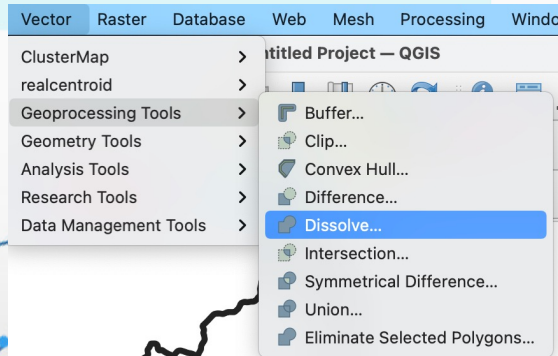 Vector Raster Database Web Mesh Processing
ntitled Project — QGIS
ClusterMap
realcentroid
Geoprocessing Tools
Geometry Tools
Analysis Tools
Research Tools
Data Management Tools
Buffer...
Clip...
Convex Hull...
Difference...
Dissolve...
Intersection...
Symmetrical Difference...
Union...
Eliminate Selected Polygons...